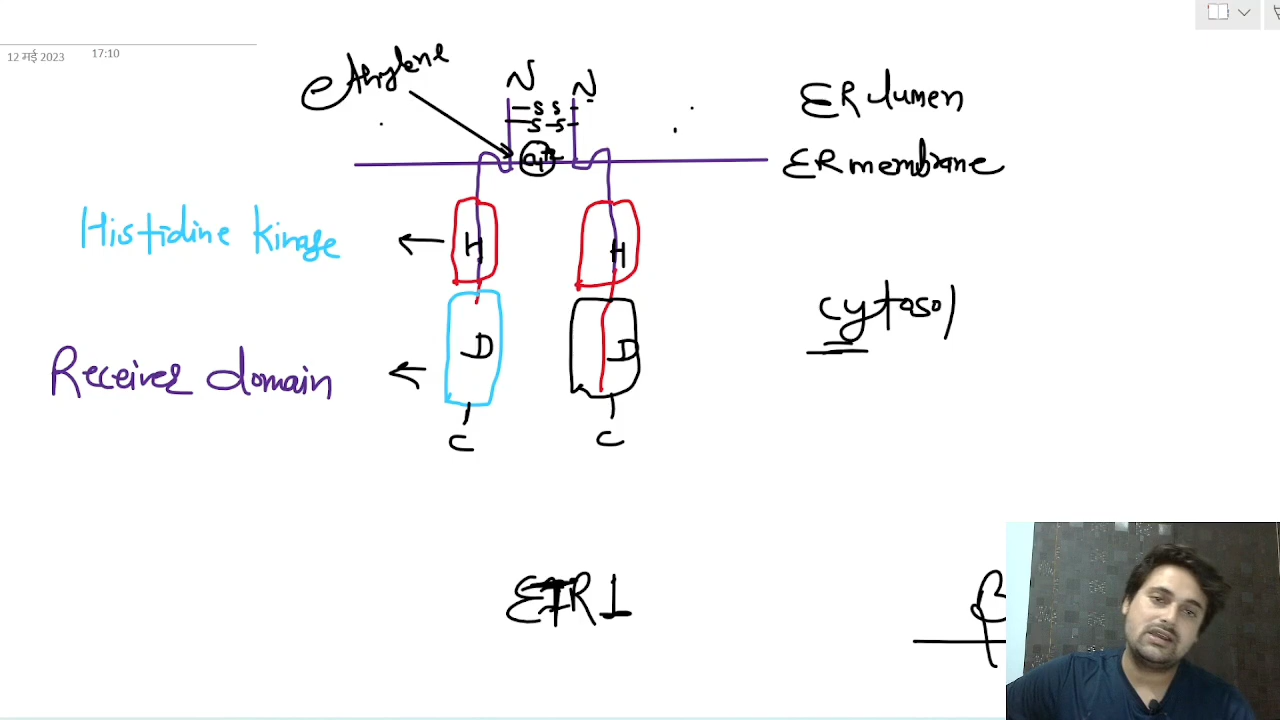 12 मई 2023
17:10
Ethylene
N N
S S
S-S
ER lumen
ER membrane
Histidine kinase
H H
cytosol
D D
Receiver domain
C C
ETR1